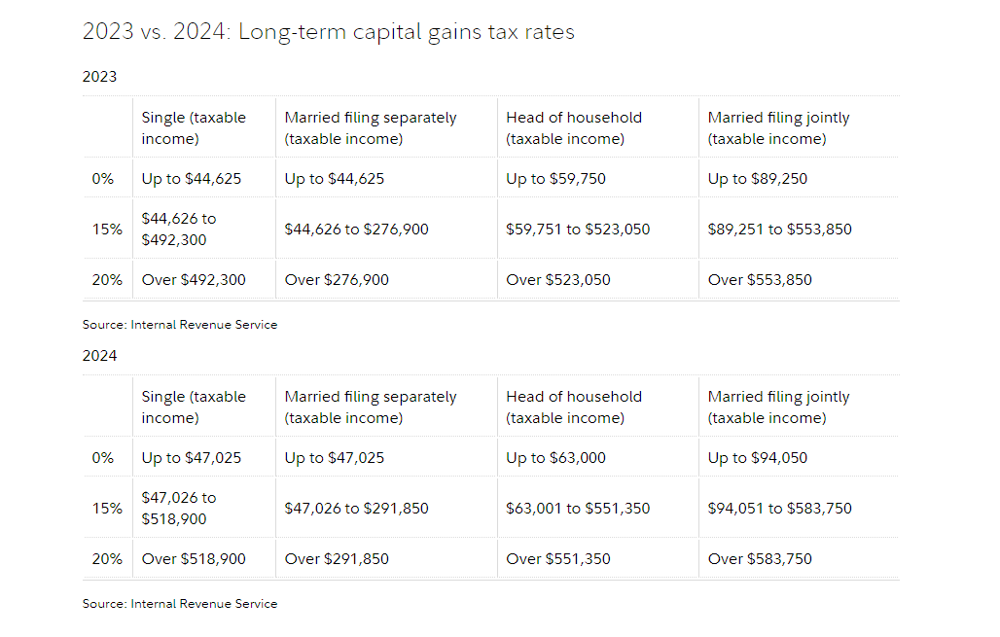 2023 vs. 2024: Long-term capital gains tax rates
2023
Single (taxable income) Married filing separately (taxable income) Head of household (taxable income) Married filing jointly (taxable income)
0% Up to $44,625 Up to $44,625 Up to $59,750 Up to $89,250
15% $44,626 to $492,300 $44,626 to $276,900 $59,751 to $523,050 $89,251 to $553,850
20% Over $492,300 Over $276,900 Over $523,050 Over $553,850
Source: Internal Revenue Service
2024
Single (taxable income) Married filing separately (taxable income) Head of household (taxable income) Married filing jointly (taxable income)
0% Up to $47,025 Up to $47,025 Up to $63,000 Up to $94,050
15% $47,026 to $518,900 $47,026 to $291,850 $63,001 to $551,350 $94,051 to $583,750
20% Over $518,900 Over $291,850 Over $551,350 Over $583,750
Source: Internal Revenue Service